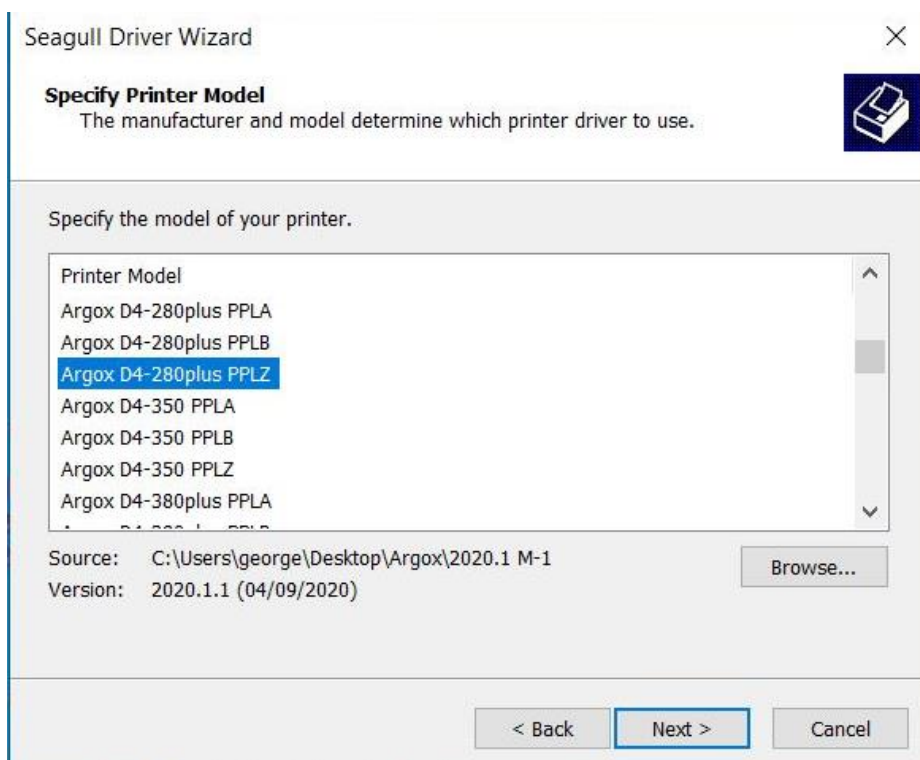 Seagull Driver Wizard
Specify Printer Model
The manufacturer and model determine which printer driver to use.
Specify the model of your printer.
Printer Model
Argox D4-280plus PPLA
Argox D4-280plus PPLB
Argox D4-280plus PPLZ
Argox D4-350 PPLA
Argox D4-350 PPLB
Argox D4-350 PPLZ
Argox D4-380plus PPLA
Source: C:\Users\george\Desktop\Argox\2020.1 M-1
Browse...
Version: 2020.1.1 (04/09/2020)
< Back Next > Cancel